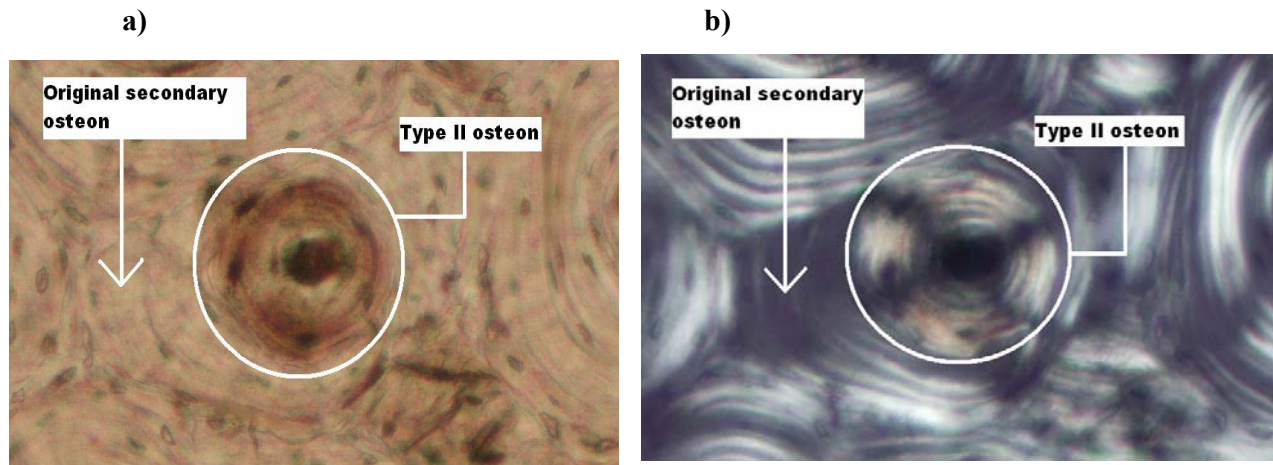 a)
b)
Original secondary
osteon
Type II osteon
Original secondary
osteon
Type II osteon